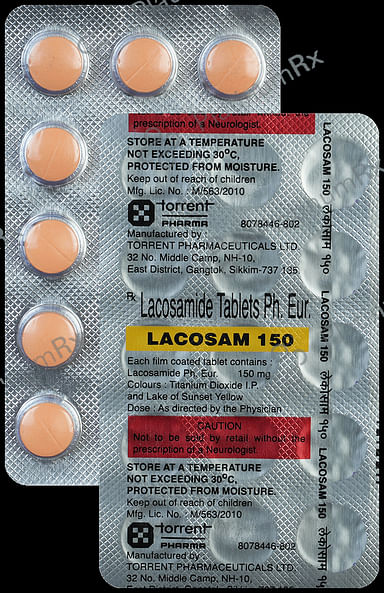 prescription of a Neurologist.
STORE AT A TEMPERATURE
NOT EXCEEDING 30°C,
PROTECTED FROM MOISTURE.
Keep out of reach of children
Mfg. Lic. No. : M/563/2010
torrent
PHARMA 8078446-802
Manufactured by :
TORRENT PHARMACEUTICALS LTD.
32 No. Middle Camp, NH-10,
East District, Gangtok, Sikkim-737 135
Rx Lacosamide Tablets Ph. Eur.
LACOSAM 150
Each film coated tablet contains :
Lacosamide Ph. Eur. 150 mg
Colours : Titanium Dioxide I.P.
and Lake of Sunset Yellow
Dose : As directed by the Physician
CAUTION
Not to be sold by retail without the
prescription of a Neurologist.
STORE AT A TEMPERATURE
NOT EXCEEDING 30°C,
PROTECTED FROM MOISTURE.
Keep out of reach of children
Mfg. Lic. No. : M/563/2010
torrent
PHARMA 8078446-802
Manufactured by :
TORRENT PHARMACEUTICALS LTD.
32 No. Middle Camp, NH-10,
LACOSAM 150 लेकोसाम १५० LACOSAM 150 लेकोसाम १५० LACOSAM 150 लेकोसाम १५०